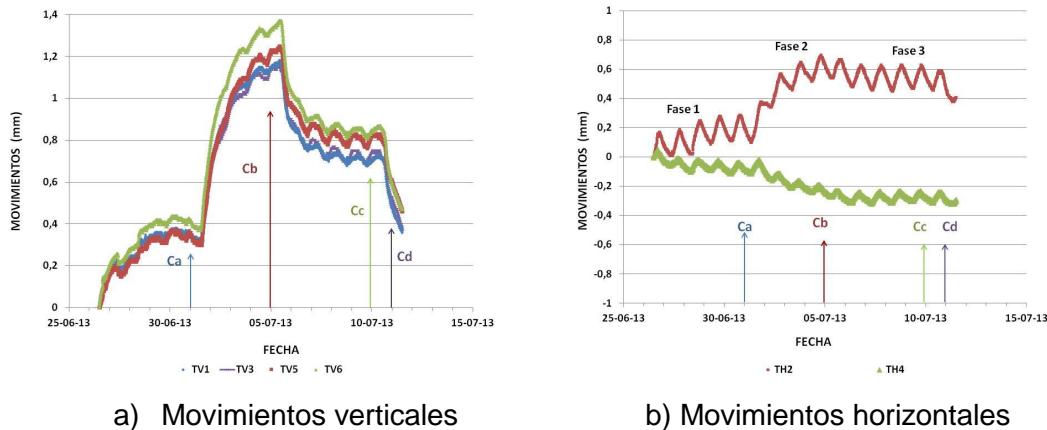 MOVIMIENTOS (mm)
1,4
1,2
1
0,8
0,6
0,4
0,2
0
Ca
Cb
Cc
Cd
25-06-13 30-06-13 05-07-13 10-07-13 15-07-13
FECHA
TV1 TV3 TV5 TV6
a) Movimientos verticales
MOVIMIENTOS (mm)
1
0,8
0,6
0,4
0,2
0
-0,2
-0,4
-0,6
-0,8
-1
Fase 1
Fase 2
Fase 3
Ca
Cb
Cc
Cd
25-06-13 30-06-13 05-07-13 10-07-13 15-07-13
FECHA
TH2 TH4
b) Movimientos horizontales